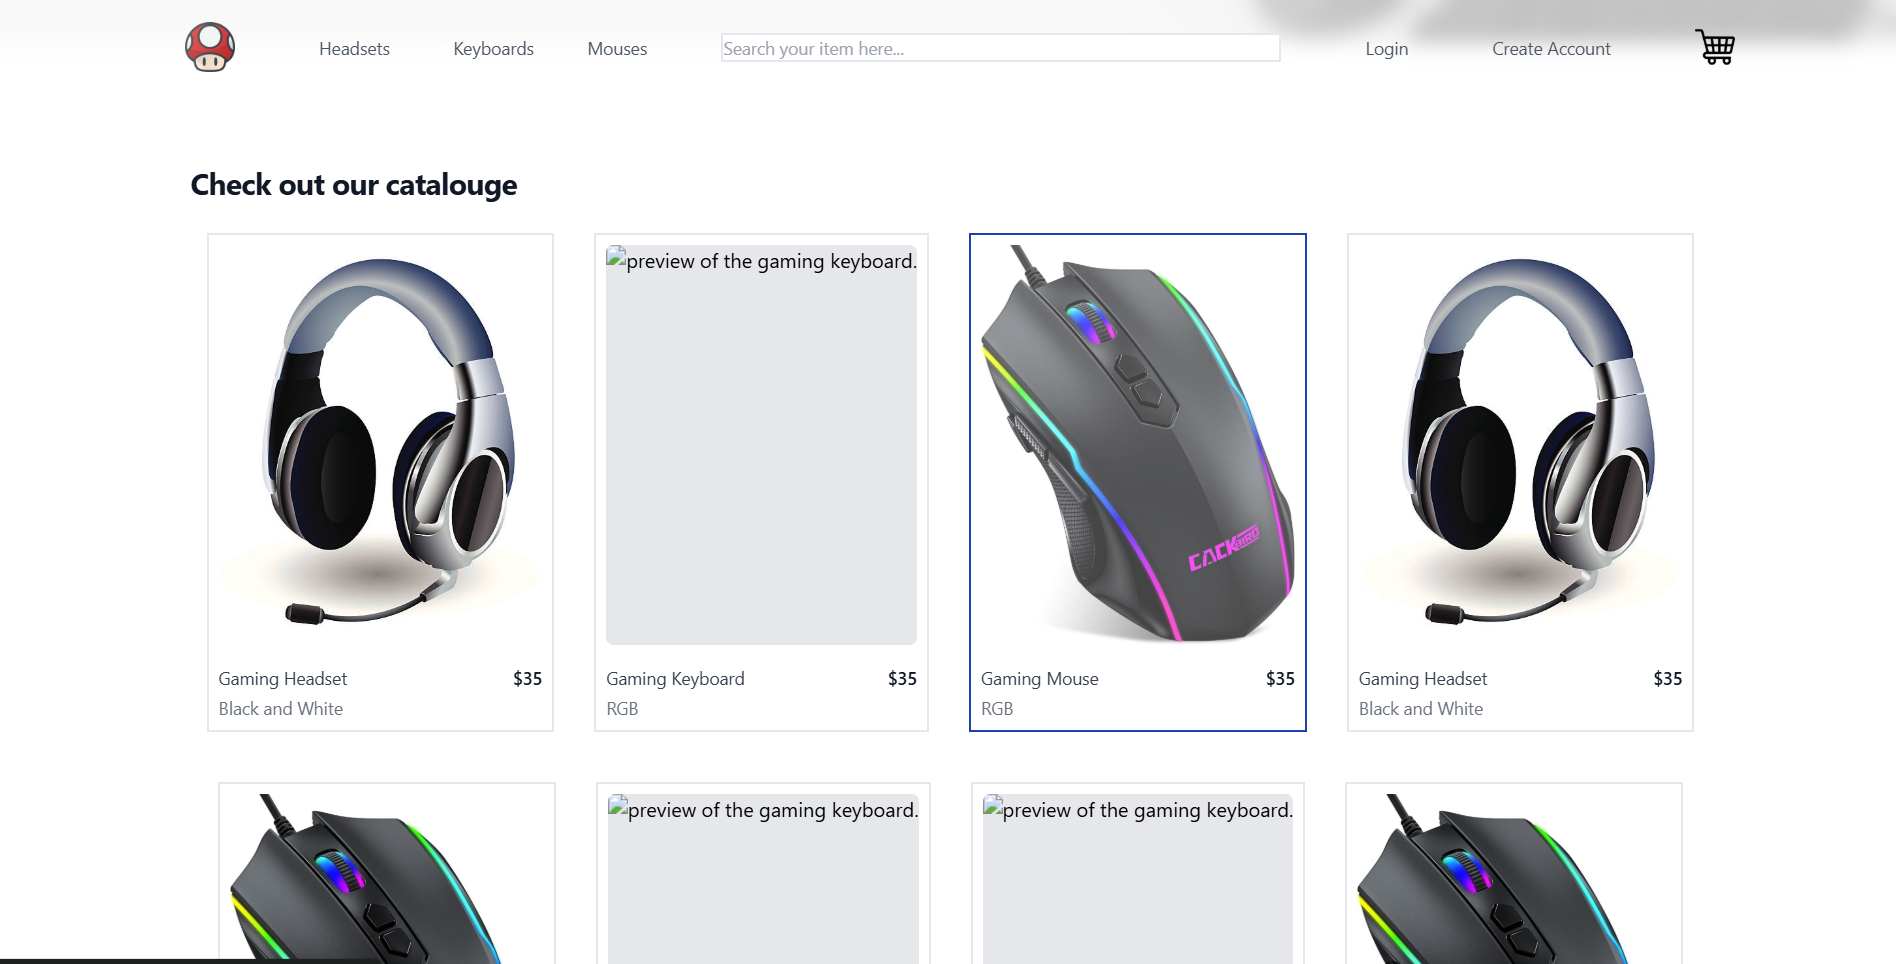 Headsets Keyboards Mouses Search your item here... Login Create Account
Check out our catalouge
preview of the gaming keyboard.
CACKBIRD
Gaming Headset $35
Black and White
Gaming Keyboard $35
RGB
Gaming Mouse $35
RGB
Gaming Headset $35
Black and White
preview of the gaming keyboard.
preview of the gaming keyboard.